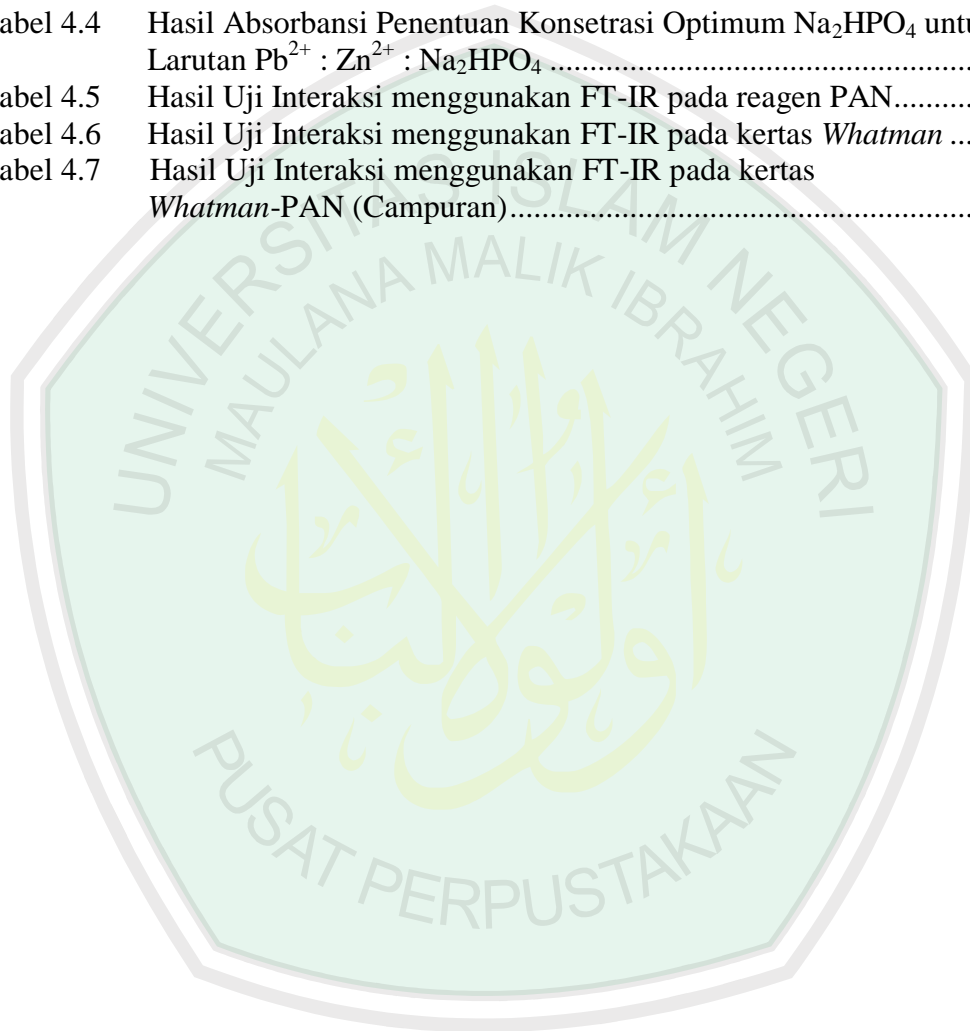 abel 4.4 Hasil Absorbansi Penentuan Konsetrasi Optimum Na₂HPO₄ untu
Larutan Pb²⁺ : Zn²⁺ : Na₂HPO₄ ......................................................
abel 4.5 Hasil Uji Interaksi menggunakan FT-IR pada reagen PAN..........
abel 4.6 Hasil Uji Interaksi menggunakan FT-IR pada kertas Whatman ...
abel 4.7 Hasil Uji Interaksi menggunakan FT-IR pada kertas
Whatman-PAN (Campuran)..........................................................
UNIVERSITAS ISLAM NEGERI
MAULANA MALIK IBRAHIM
PUSAT PERPUSTAKAAN